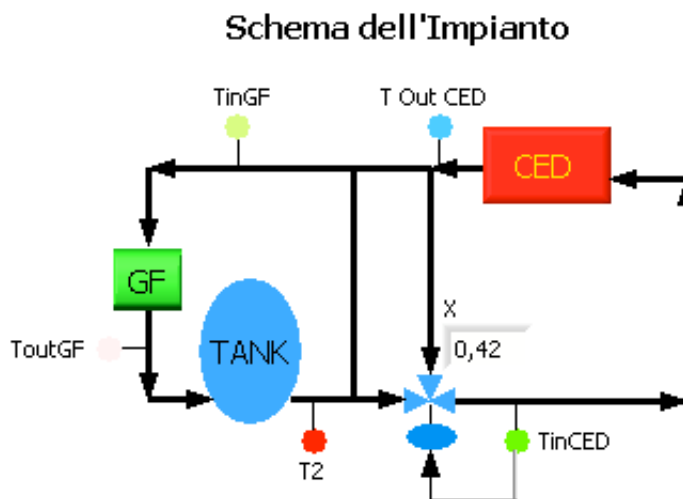 Schema dell'Impianto
TinGF
T Out CED
CED
GF
X
ToutGF
TANK
0,42
T2
TinCED